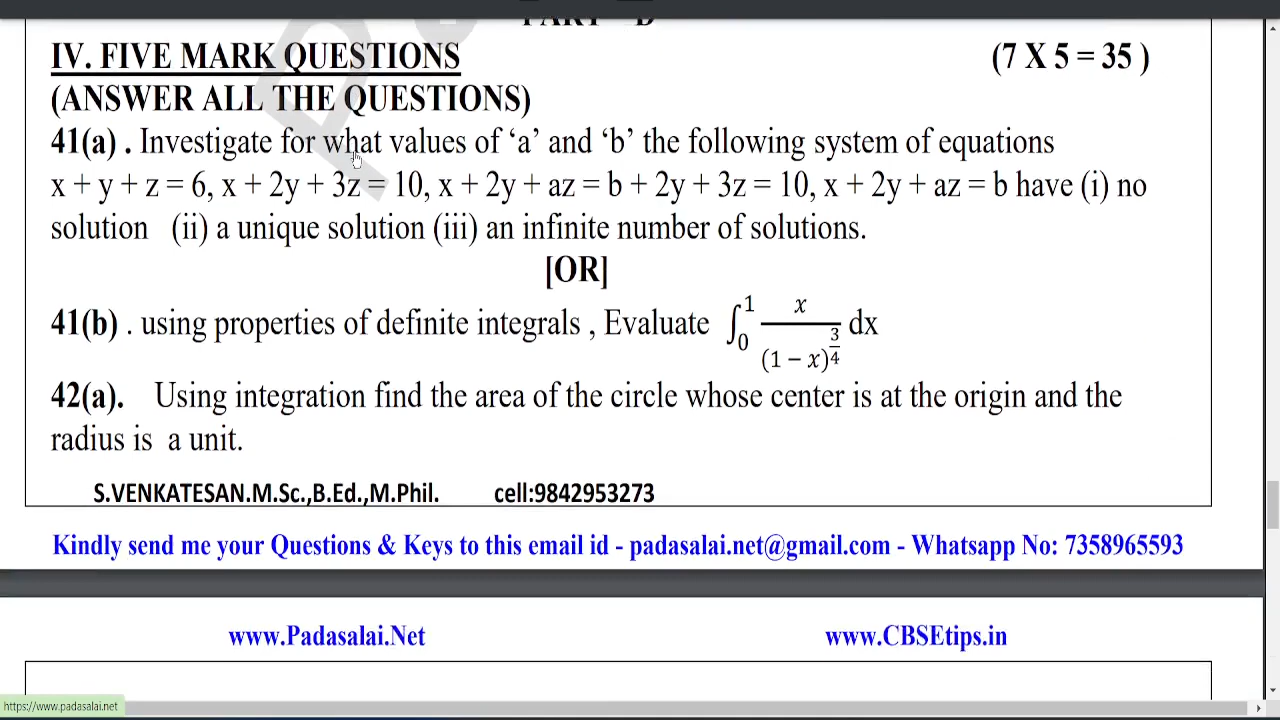 PART – D
IV. FIVE MARK QUESTIONS (7 X 5 = 35 )
(ANSWER ALL THE QUESTIONS)
41(a) . Investigate for what values of ‘a’ and ‘b’ the following system of equations
x + y + z = 6, x + 2y + 3z = 10, x + 2y + az = b + 2y + 3z = 10, x + 2y + az = b have (i) no
solution (ii) a unique solution (iii) an infinite number of solutions.
[OR]
41(b) . using properties of definite integrals , Evaluate ∫₀¹ x/(1 − x)^(3/4) dx
42(a). Using integration find the area of the circle whose center is at the origin and the
radius is a unit.
S.VENKATESAN.M.Sc.,B.Ed.,M.Phil. cell:9842953273
Kindly send me your Questions & Keys to this email id - padasalai.net@gmail.com - Whatsapp No: 7358965593
www.Padasalai.Net www.CBSEtips.in
https://www.padasalai.net